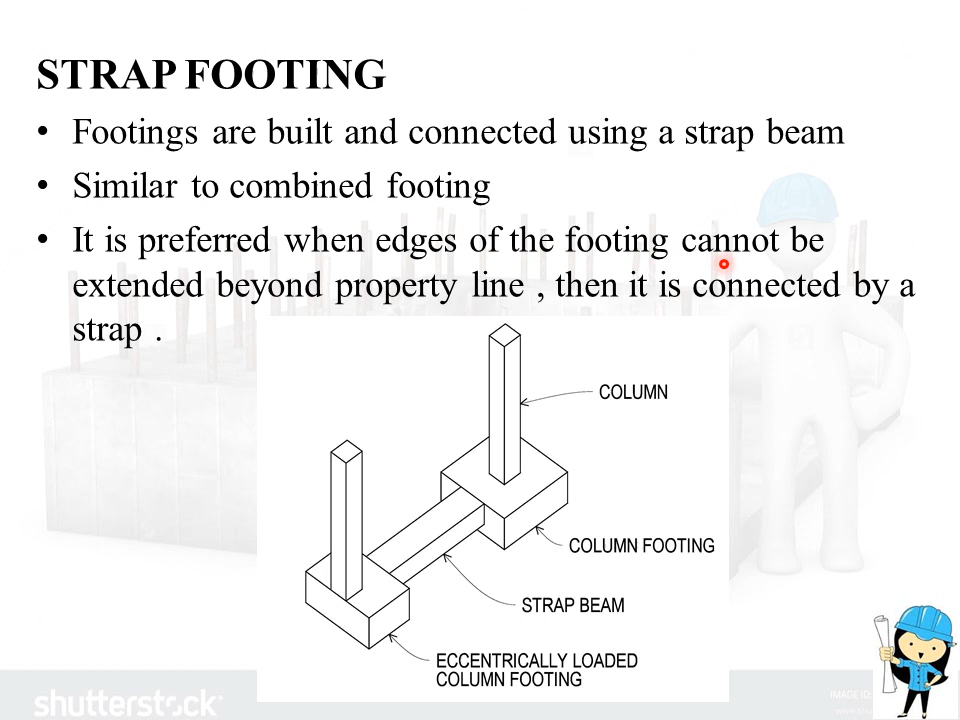 STRAP FOOTING
• Footings are built and connected using a strap beam
• Similar to combined footing
• It is preferred when edges of the footing cannot be
extended beyond property line , then it is connected by a
strap .
COLUMN
COLUMN FOOTING
STRAP BEAM
ECCENTRICALLY LOADED
COLUMN FOOTING
shutterstock
IMAGE ID: